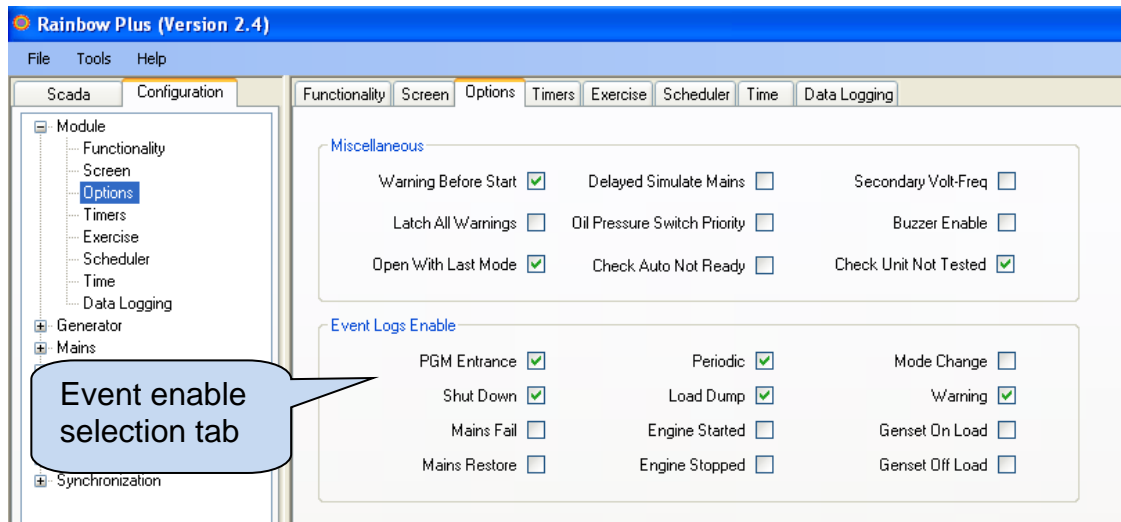 Rainbow Plus (Version 2.4)
File Tools Help
Scada Configuration
Functionality Screen Options Timers Exercise Scheduler Time Data Logging
Module
Functionality
Screen
Options
Timers
Exercise
Scheduler
Time
Data Logging
Generator
Mains
Synchronization
Event enable
selection tab
Miscellaneous
Warning Before Start Delayed Simulate Mains Secondary Volt-Freq
Latch All Warnings Oil Pressure Switch Priority Buzzer Enable
Open With Last Mode Check Auto Not Ready Check Unit Not Tested
Event Logs Enable
PGM Entrance Periodic Mode Change
Shut Down Load Dump Warning
Mains Fail Engine Started Genset On Load
Mains Restore Engine Stopped Genset Off Load